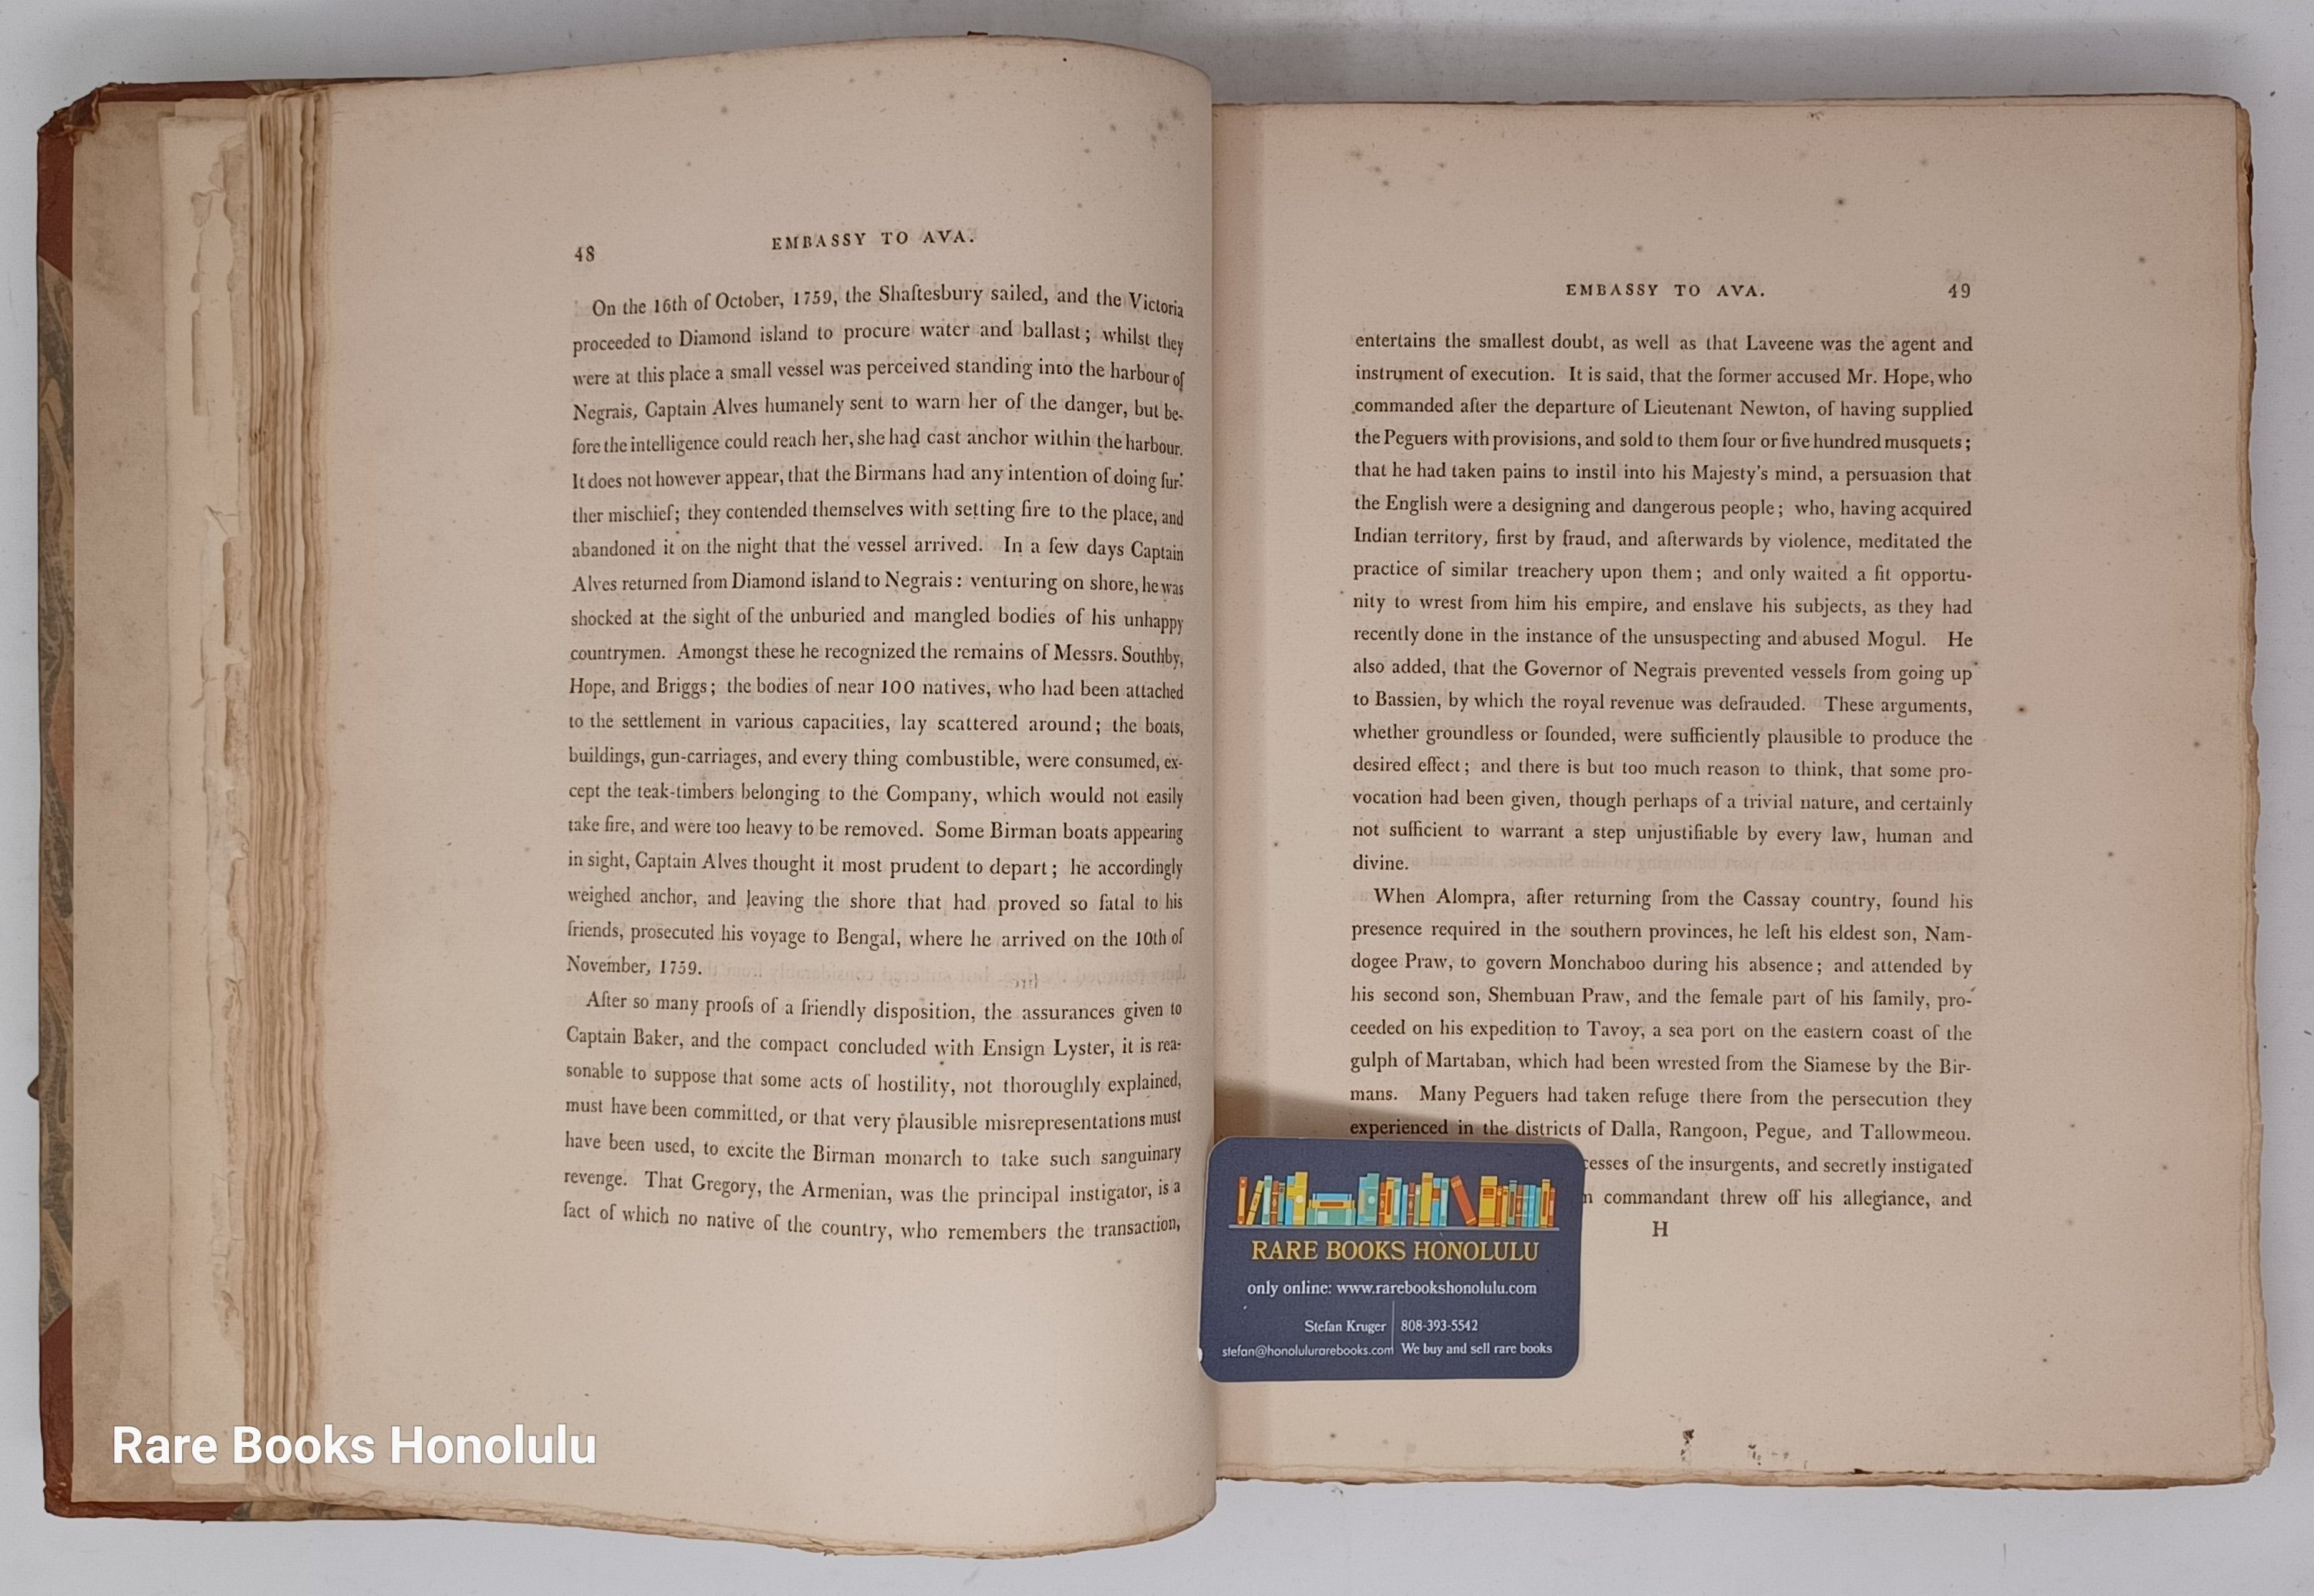 48
EMBASSY TO AVA.
On the 16th of October, 1759, the Shaftesbury sailed, and the Victoria
proceeded to Diamond island to procure water and ballast; whilst they
were at this place a small vessel was perceived standing into the harbour of
Negrais, Captain Alves humanely sent to warn her of the danger, but be-
fore the intelligence could reach her, she had cast anchor within the harbour.
It does not however appear, that the Birmans had any intention of doing fur-
ther mischief; they contended themselves with setting fire to the place, and
abandoned it on the night that the vessel arrived. In a few days Captain
Alves returned from Diamond island to Negrais: venturing on shore, he was
shocked at the sight of the unburied and mangled bodies of his unhappy
countrymen. Amongst these he recognized the remains of Messrs. Southby,
Hope, and Briggs; the bodies of near 100 natives, who had been attached
to the settlement in various capacities, lay scattered around; the boats,
buildings, gun-carriages, and every thing combustible, were consumed, ex-
cept the teak-timbers belonging to the Company, which would not easily
take fire, and were too heavy to be removed. Some Birman boats appearing
in sight, Captain Alves thought it most prudent to depart; he accordingly
weighed anchor, and leaving the shore that had proved so fatal to his
friends, prosecuted his voyage to Bengal, where he arrived on the 10th of
November, 1759.
After so many proofs of a friendly disposition, the assurances given to
Captain Baker, and the compact concluded with Ensign Lyster, it is rea-
sonable to suppose that some acts of hostility, not thoroughly explained,
must have been committed, or that very plausible misrepresentations must
have been used, to excite the Birman monarch to take such sanguinary
revenge. That Gregory, the Armenian, was the principal instigator, is a
fact of which no native of the country, who remembers the transaction,
EMBASSY TO AVA.
49
entertains the smallest doubt, as well as that Laveene was the agent and
instrument of execution. It is said, that the former accused Mr. Hope, who
commanded after the departure of Lieutenant Newton, of having supplied
the Peguers with provisions, and sold to them four or five hundred musquets;
that he had taken pains to instil into his Majesty's mind, a persuasion that
the English were a designing and dangerous people; who, having acquired
Indian territory, first by fraud, and afterwards by violence, meditated the
practice of similar treachery upon them; and only waited a fit opportu-
nity to wrest from him his empire, and enslave his subjects, as they had
recently done in the instance of the unsuspecting and abused Mogul. He
also added, that the Governor of Negrais prevented vessels from going up
to Bassien, by which the royal revenue was defrauded. These arguments,
whether groundless or founded, were sufficiently plausible to produce the
desired effect; and there is but too much reason to think, that some pro-
vocation had been given, though perhaps of a trivial nature, and certainly
not sufficient to warrant a step unjustifiable by every law, human and
divine.
When Alompra, after returning from the Cassay country, found his
presence required in the southern provinces, he left his eldest son, Nam-
dogee Praw, to govern Monchaboo during his absence; and attended by
his second son, Shembuan Praw, and the female part of his family, pro-
ceeded on his expedition to Tavoy, a sea port on the eastern coast of the
gulph of Martaban, which had been wrested from the Siamese by the Bir-
mans. Many Peguers had taken refuge there from the persecution they
experienced in the districts of Dalla, Rangoon, Pegue, and Tallowmeou.
cesses of the insurgents, and secretly instigated
n commandant threw off his allegiance, and
H
RARE BOOKS HONOLULU
only online: www.rarebookshonolulu.com
Stefan Kruger 808-393-5542
stefan@honolulurarebooks.com We buy and sell rare books
Rare Books Honolulu